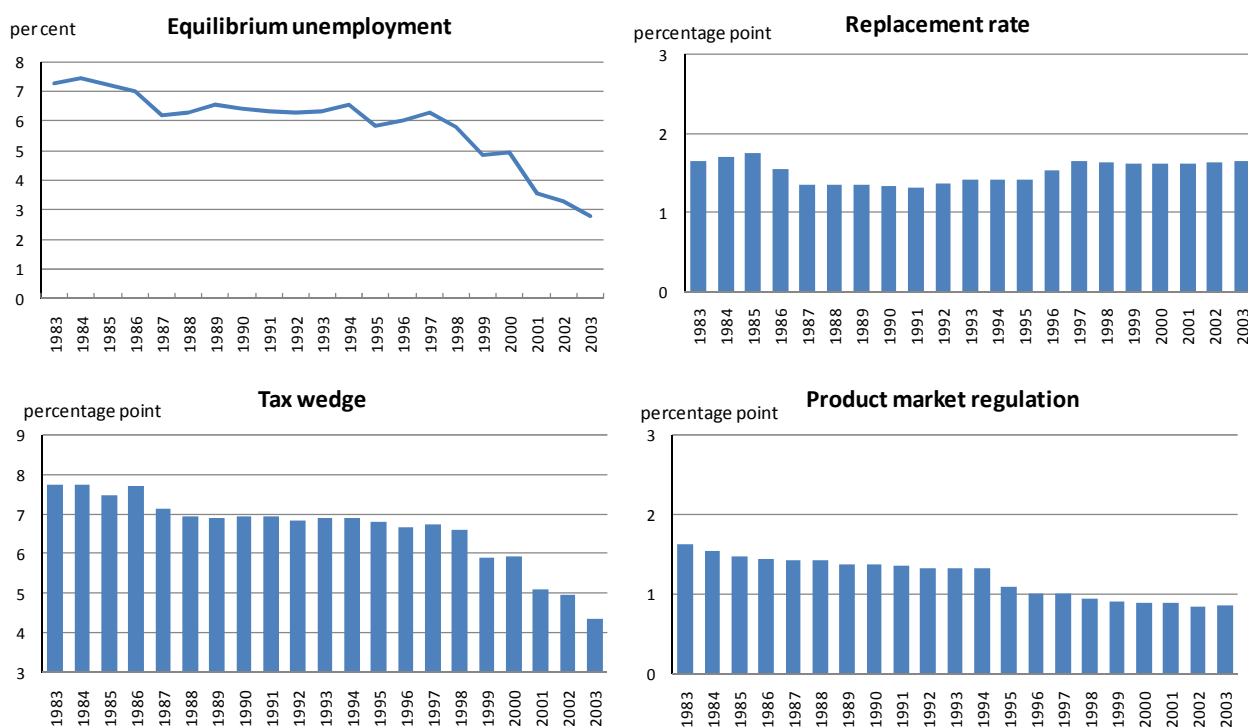 Equilibrium unemployment
per cent
8
7
6
5
4
3
2
1
0
1983 1984 1985 1986 1987 1988 1989 1990 1991 1992 1993 1994 1995 1996 1997 1998 1999 2000 2001 2002 2003
Replacement rate
percentage point
3
2
1
0
1983 1984 1985 1986 1987 1988 1989 1990 1991 1992 1993 1994 1995 1996 1997 1998 1999 2000 2001 2002 2003
Tax wedge
percentage point
9
8
7
6
5
4
3
1983 1984 1985 1986 1987 1988 1989 1990 1991 1992 1993 1994 1995 1996 1997 1998 1999 2000 2001 2002 2003
Product market regulation
percentage point
3
2
1
0
1983 1984 1985 1986 1987 1988 1989 1990 1991 1992 1993 1994 1995 1996 1997 1998 1999 2000 2001 2002 2003